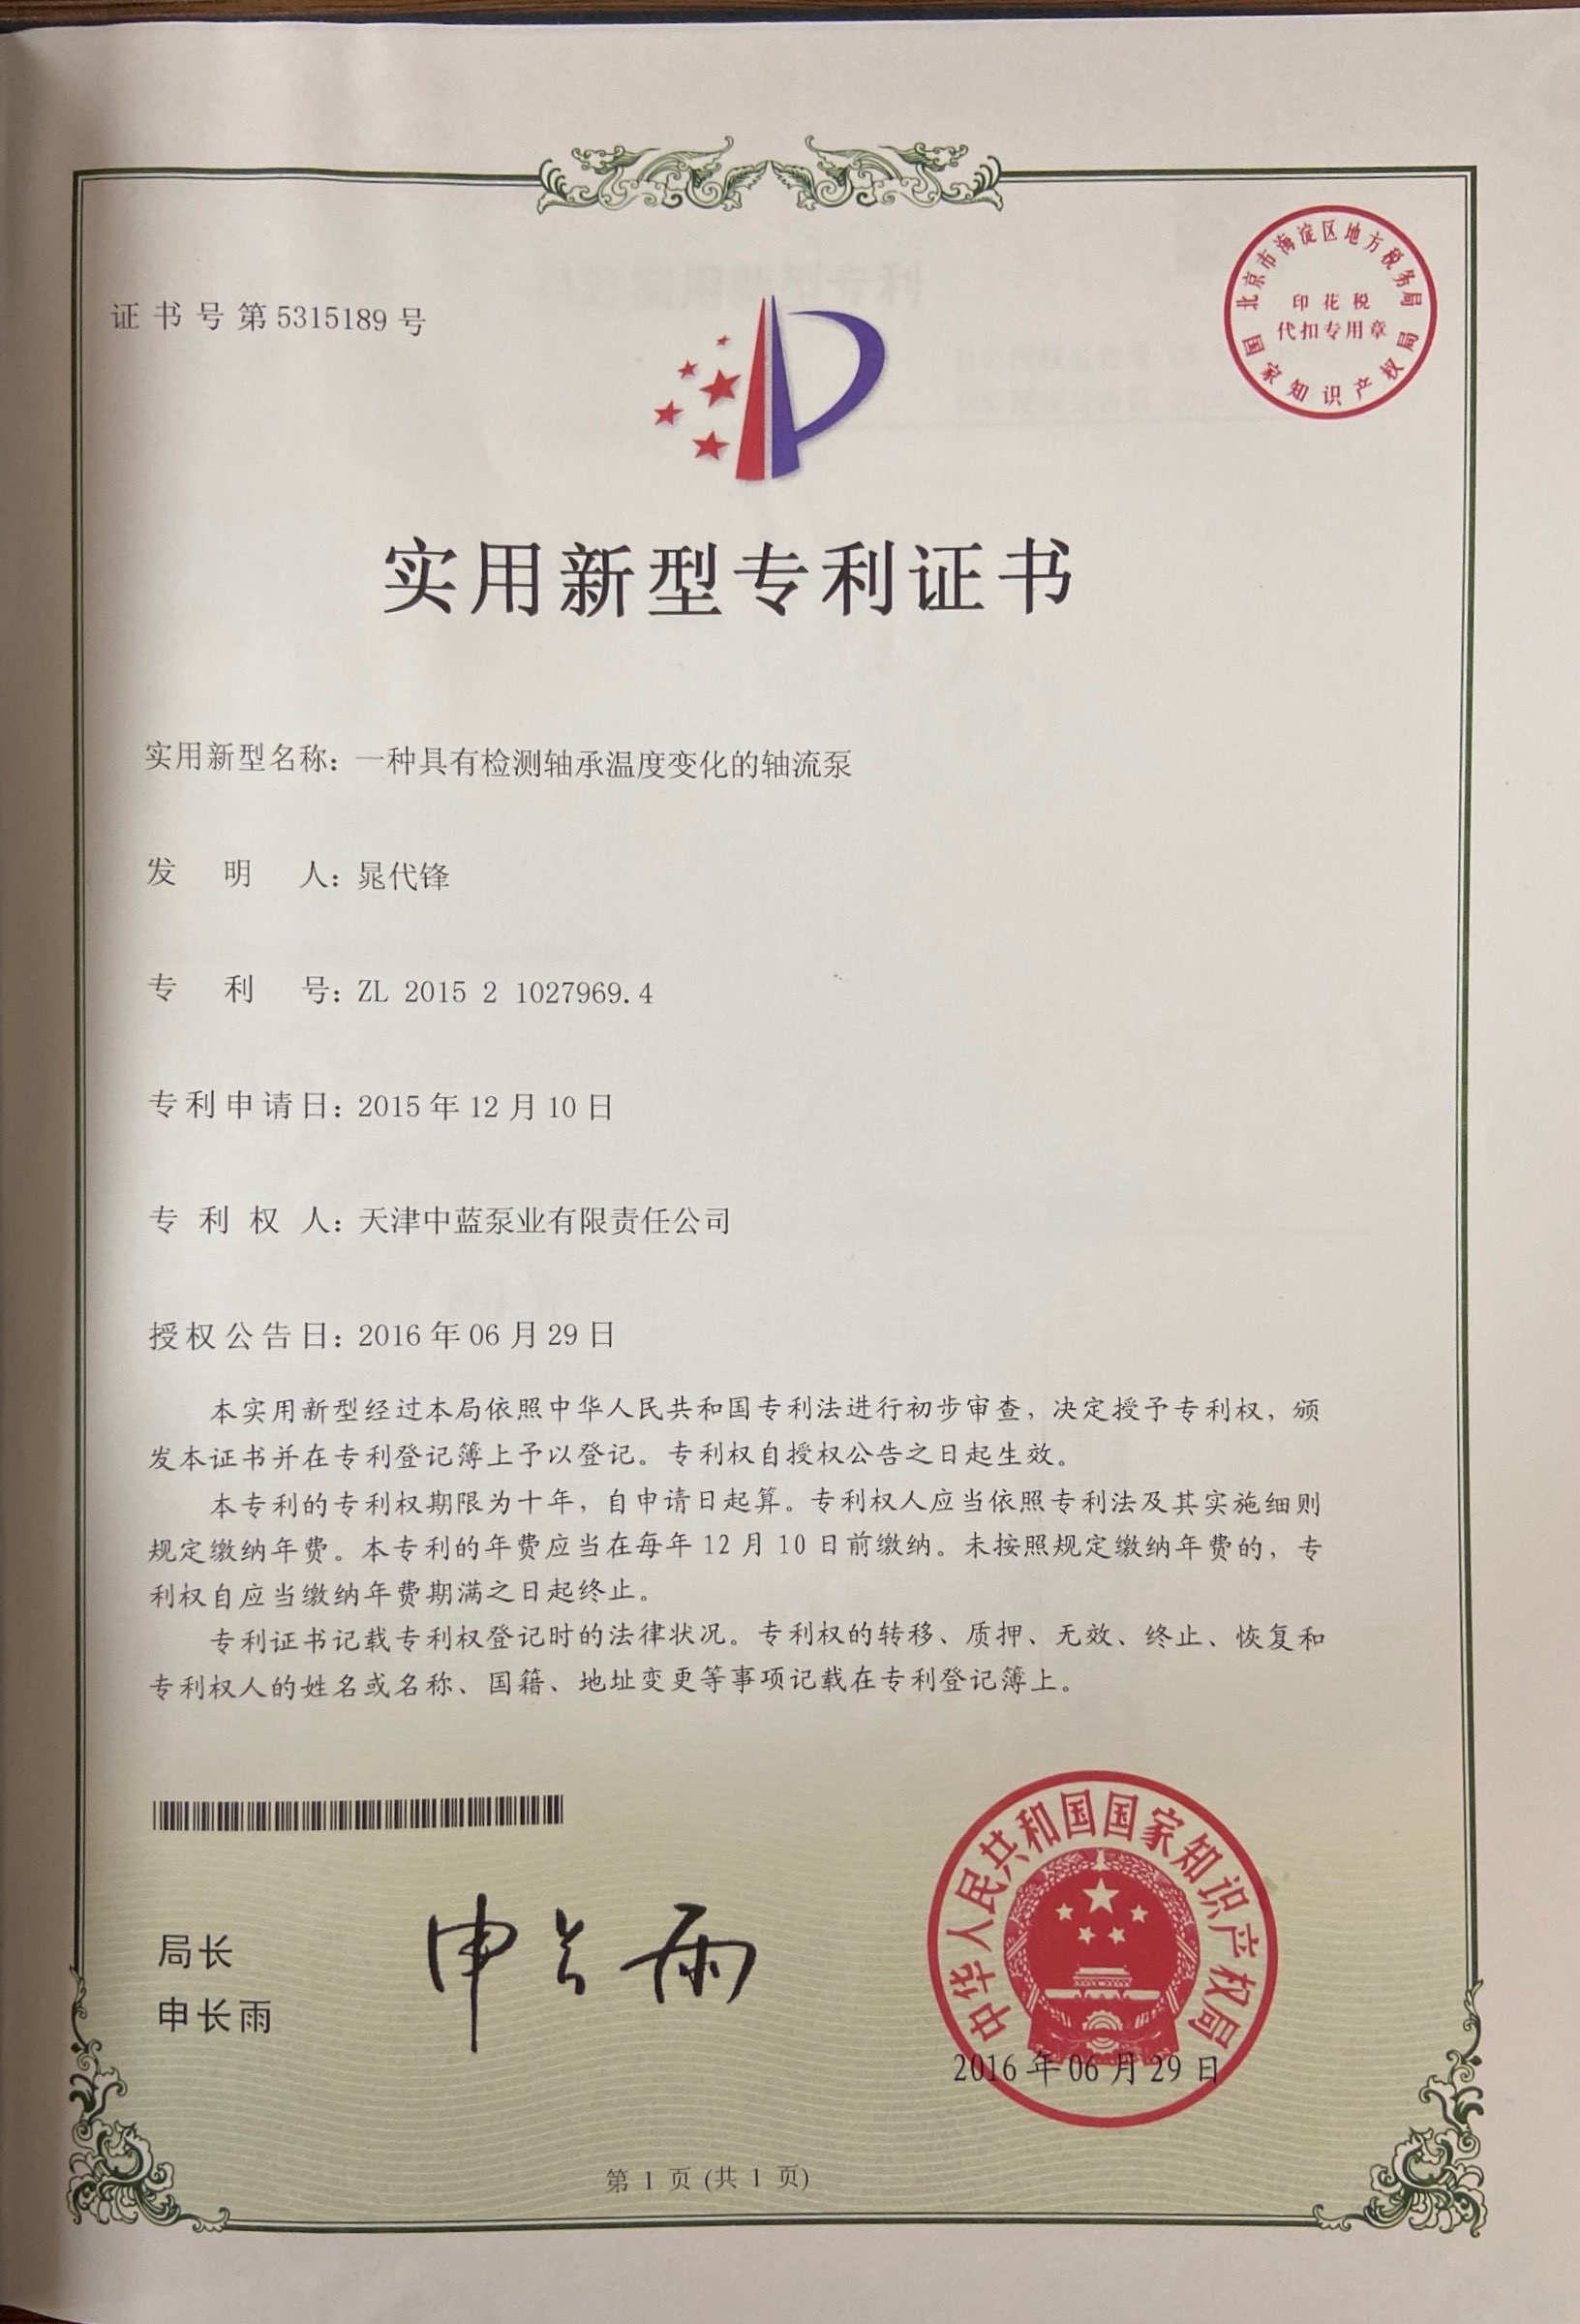 证书号第5315189号
北京市海淀区地方税务局
印花税
代扣专用章
国家知识产权局
实用新型专利证书
实用新型名称：一种具有检测轴承温度变化的轴流泵
发明人：晁代锋
专利号：ZL 2015 2 1027969.4
专利申请日：2015年12月10日
专利权人：天津中蓝泵业有限责任公司
授权公告日：2016年06月29日
本实用新型经过本局依照中华人民共和国专利法进行初步审查，决定授予专利权，颁
发本证书并在专利登记簿上予以登记。专利权自授权公告之日起生效。
本专利的专利权期限为十年，自申请日起算。专利权人应当依照专利法及其实施细则
规定缴纳年费。本专利的年费应当在每年12月10日前缴纳。未按照规定缴纳年费的，专
利权自应当缴纳年费期满之日起终止。
专利证书记载专利权登记时的法律状况。专利权的转移、质押、无效、终止、恢复和
专利权人的姓名或名称、国籍、地址变更等事项记载在专利登记簿上。
局长
申长雨
申长雨
中华人民共和国国家知识产权局
2016年06月29日
第 1 页 (共 1 页)